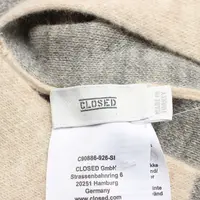 CLOSED
C90886-926-SI
CLOSED GmbH
Strassenbahnring 6
20251 Hamburg
Germany
www.closed.com